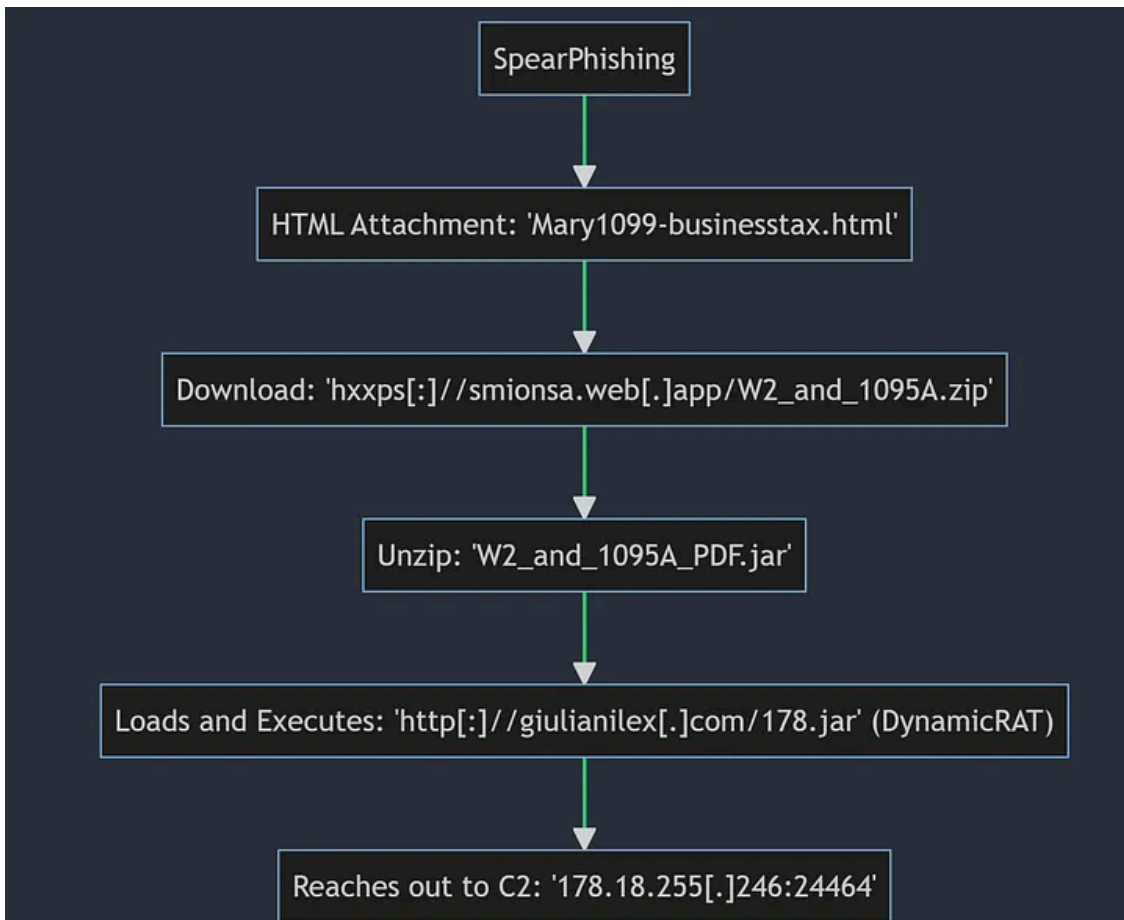 SpearPhishing
HTML Attachment: 'Mary1099-businesstax.html'
Download: 'hxxps[:]//smionsa.web[.]app/W2_and_1095A.zip'
Unzip: 'W2_and_1095A_PDF.jar'
Loads and Executes: 'http[:]//giulianilex[.]com/178.jar' (DynamicRAT)
Reaches out to C2: '178.18.255[.]246:24464'